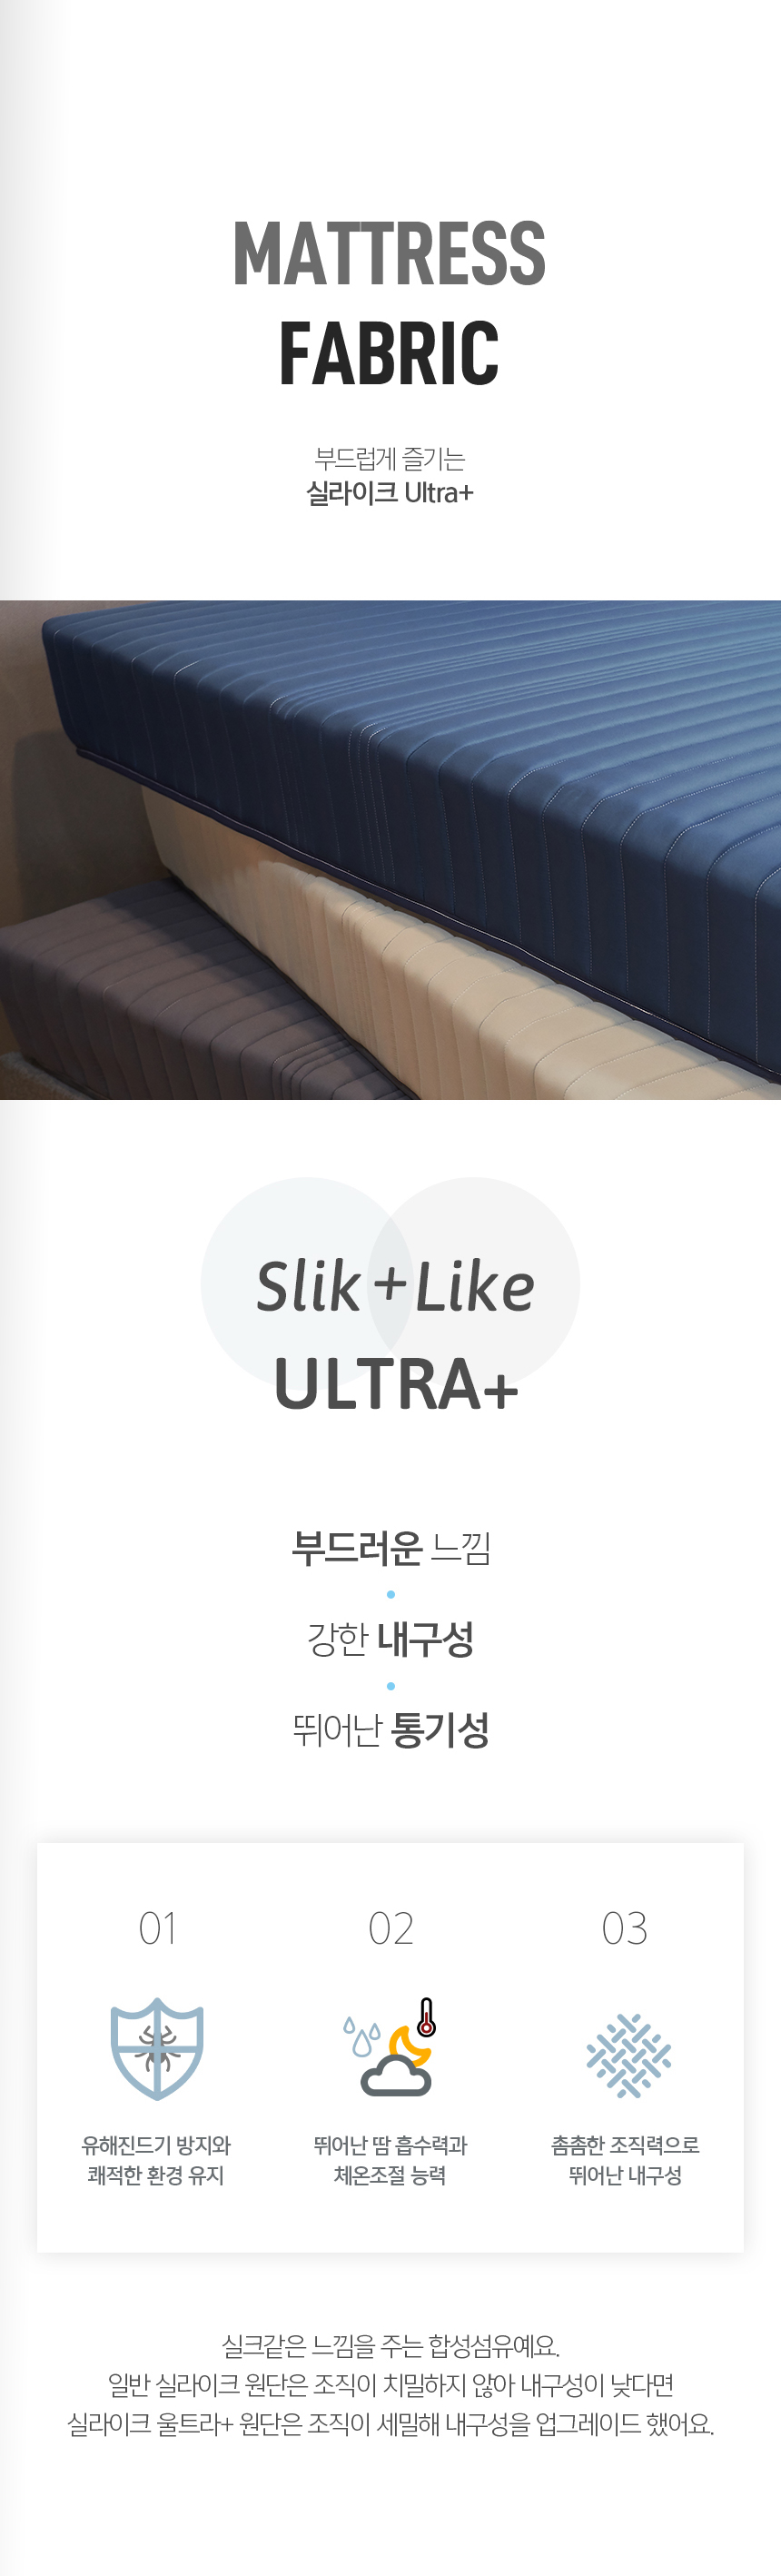 MATTRESS
FABRIC
부드럽게 즐기는
실라이크 Ultra+
Slik + Like
ULTRA+
부드러운 느낌
강한 내구성
뛰어난 통기성
01
02
03
유해진드기 방지와
쾌적한 환경 유지
뛰어난 땀 흡수력과
체온조절 능력
촘촘한 조직력으로
뛰어난 내구성
실크같은 느낌을 주는 합성섬유예요.
일반 실라이크 원단은 조직이 치밀하지 않아 내구성이 낮다면
실라이크 울트라+ 원단은 조직이 세밀해 내구성을 업그레이드 했어요.